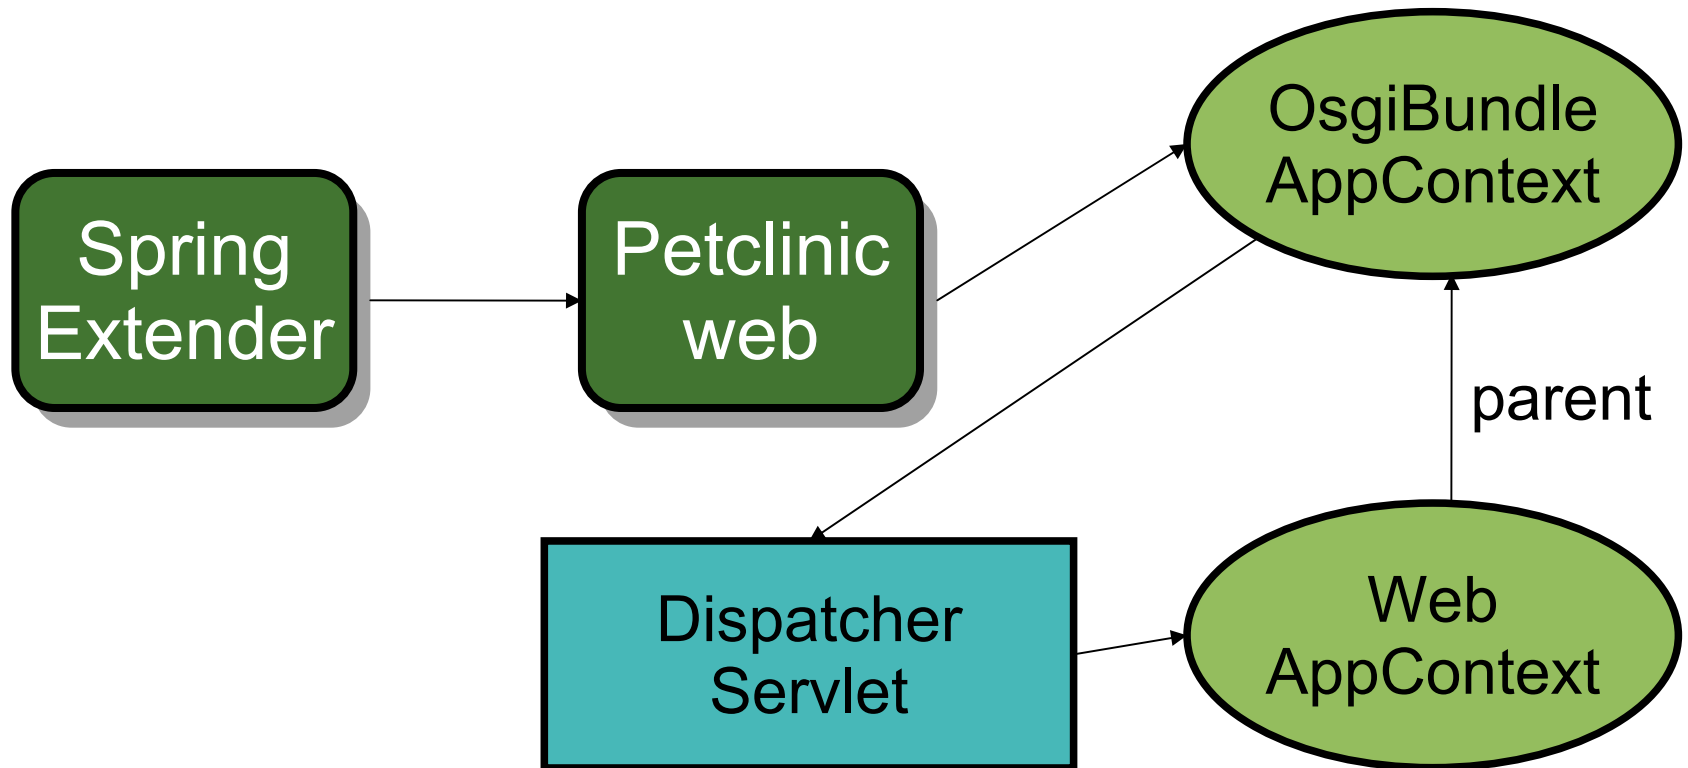 Spring
Extender
Petclinic
web
OsgiBundle
AppContext
parent
Dispatcher
Servlet
Web
AppContext